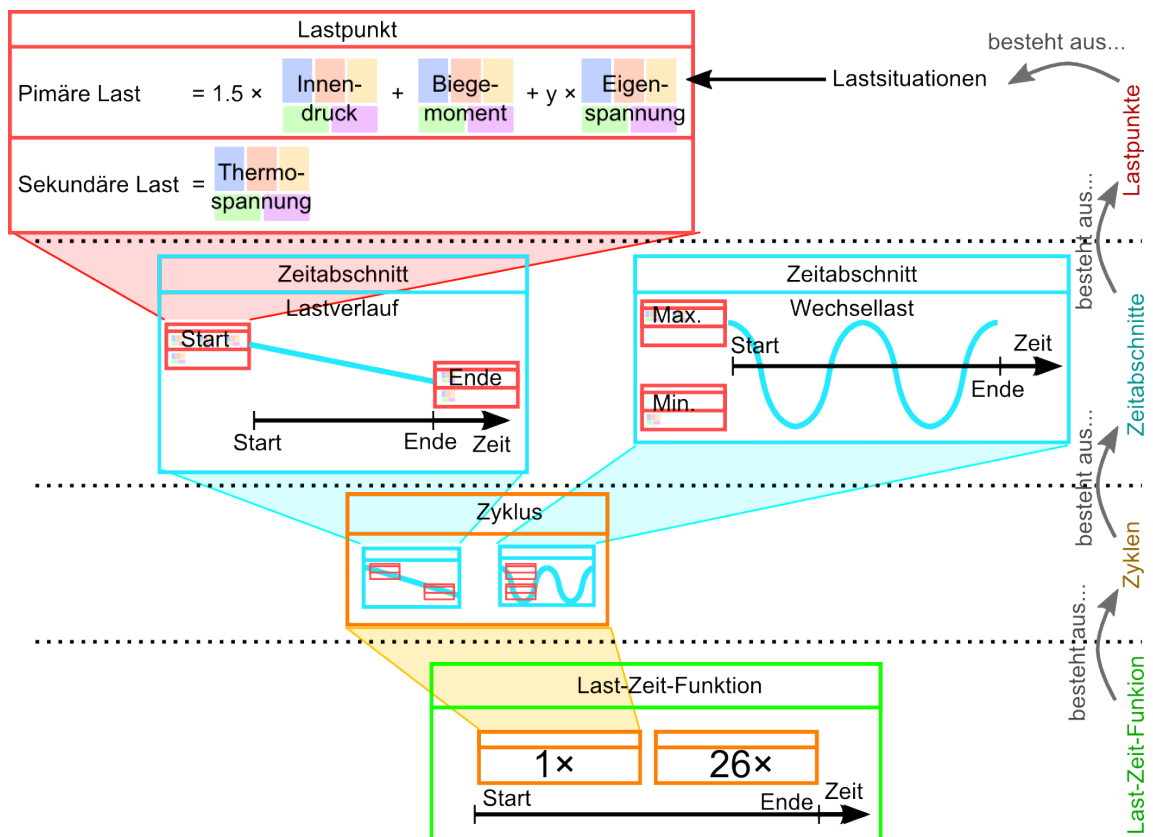 Lastpunkt
besteht aus...
Pimäre Last = 1.5 × Innen-druck + Biege-moment + y × Eigen-spannung
Lastsituationen
Lastpunkte
Sekundäre Last = Thermo-spannung
besteht aus...
Zeitabschnitt
Lastverlauf
Start
Ende
Start
Ende
Zeit
Zeitabschnitt
Wechsellast
Max.
Start
Zeit
Ende
Min.
Zeitabschnitte
besteht aus...
Zyklus
Zyklen
besteht aus...
Last-Zeit-Funktion
1×
26×
Start
Ende
Zeit
Last-Zeit-Funkion